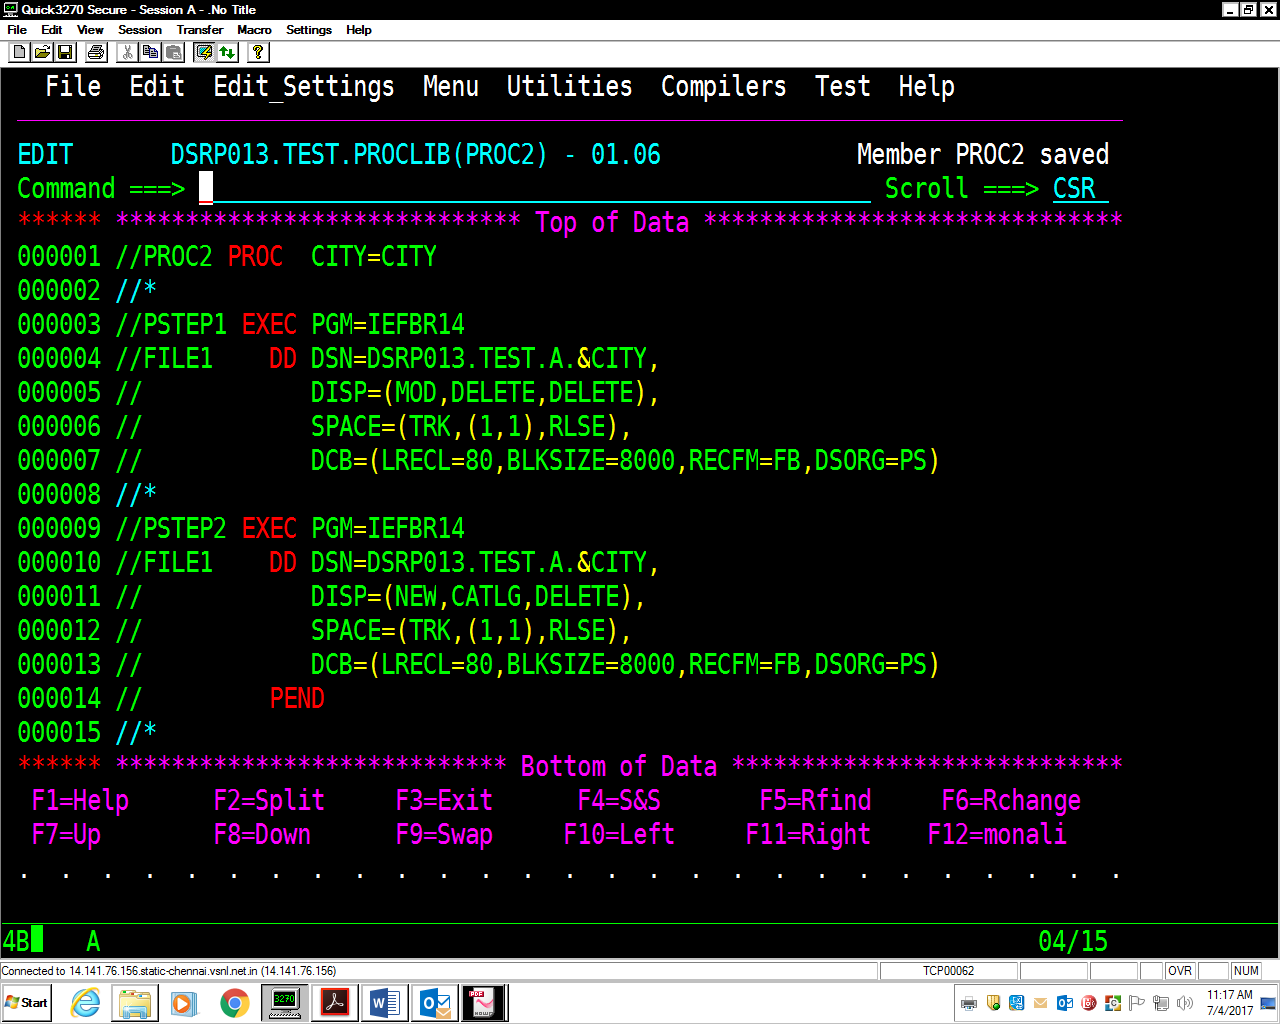 Quick3270 Secure - Session A - .No Title
File Edit View Session Transfer Macro Settings Help
File Edit Edit_Settings Menu Utilities Compilers Test Help
EDIT DSRP013.TEST.PROCLIB(PROC2) - 01.06 Member PROC2 saved
Command ===> Scroll ===> CSR
****** ***************************** Top of Data ******************************
000001 //PROC2 PROC  CITY=CITY
000002 //*
000003 //PSTEP1 EXEC PGM=IEFBR14
000004 //FILE1    DD DSN=DSRP013.TEST.A.&CITY,
000005 //            DISP=(MOD,DELETE,DELETE),
000006 //            SPACE=(TRK,(1,1),RLSE),
000007 //            DCB=(LRECL=80,BLKSIZE=8000,RECFM=FB,DSORG=PS)
000008 //*
000009 //PSTEP2 EXEC PGM=IEFBR14
000010 //FILE1    DD DSN=DSRP013.TEST.A.&CITY,
000011 //            DISP=(NEW,CATLG,DELETE),
000012 //            SPACE=(TRK,(1,1),RLSE),
000013 //            DCB=(LRECL=80,BLKSIZE=8000,RECFM=FB,DSORG=PS)
000014 //         PEND
000015 //*
****** **************************** Bottom of Data ****************************
F1=Help F2=Split F3=Exit F4=S&S F5=Rfind F6=Rchange
F7=Up F8=Down F9=Swap F10=Left F11=Right F12=monali
. . . . . . . . . . . . . . . . . . . . . . . . . . .
4B A 04/15
Connected to 14.141.76.156.static-chennai.vsnl.net.in (14.141.76.156) TCP00062 OVR NUM
Start 3270 PDF 11:17 AM
7/4/2017